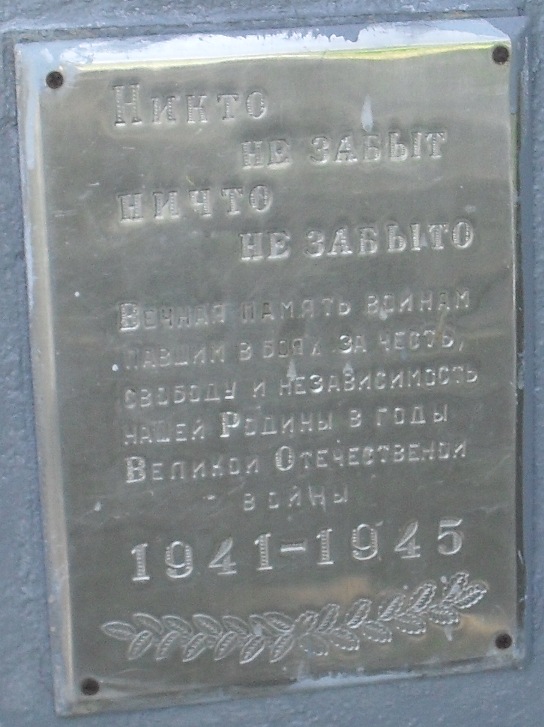 Никто
не забыт
ничто
не забыто
Вечная память воинам
павшим в боях за честь,
свободу и независимость
нашей Родины в годы
Великой Отечественой
войны
1941-1945